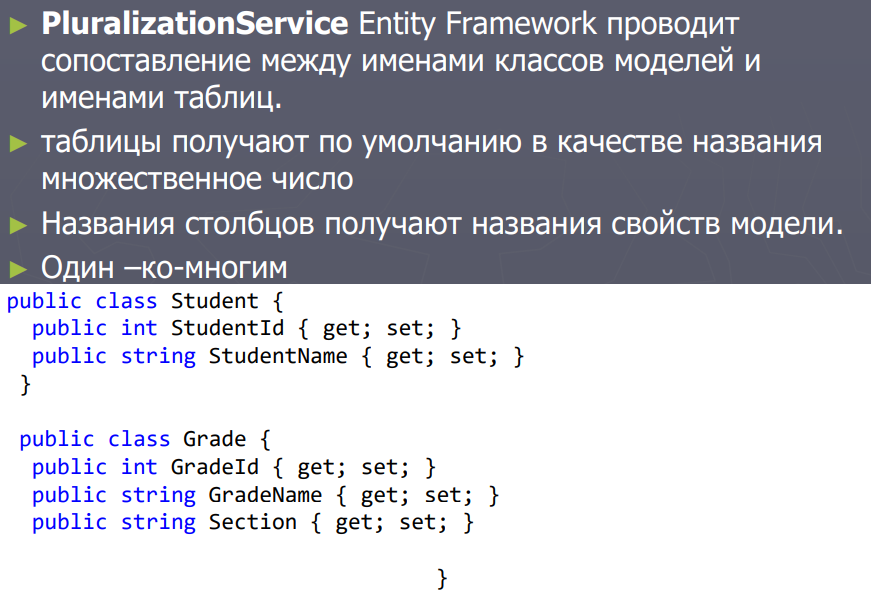 ► PluralizationService Entity Framework проводит
сопоставление между именами классов моделей и
именами таблиц.
► таблицы получают по умолчанию в качестве названия
множественное число
► Названия столбцов получают названия свойств модели.
► Один –ко-многим
public class Student {
public int StudentId { get; set; }
public string StudentName { get; set; }
}
public class Grade {
public int GradeId { get; set; }
public string GradeName { get; set; }
public string Section { get; set; }
}